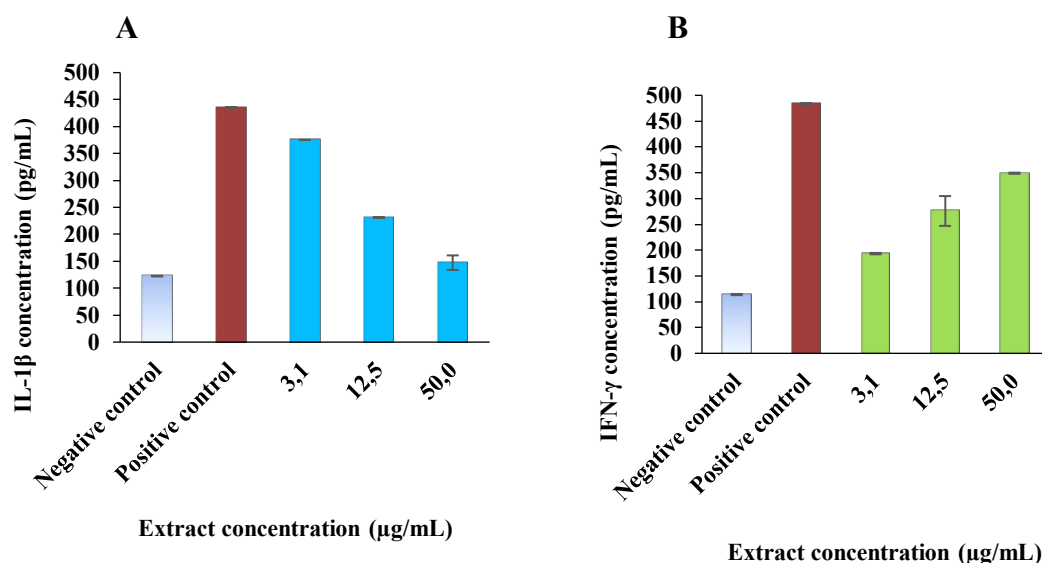 A
IL-1β concentration (pg/mL)
500
450
400
350
300
250
200
150
100
50
0
Negative control
Positive control
3,1
12,5
50,0
Extract concentration (µg/mL)
B
IFN-γ concentration (pg/mL)
500
450
400
350
300
250
200
150
100
50
0
Negative control
Positive control
3,1
12,5
50,0
Extract concentration (µg/mL)